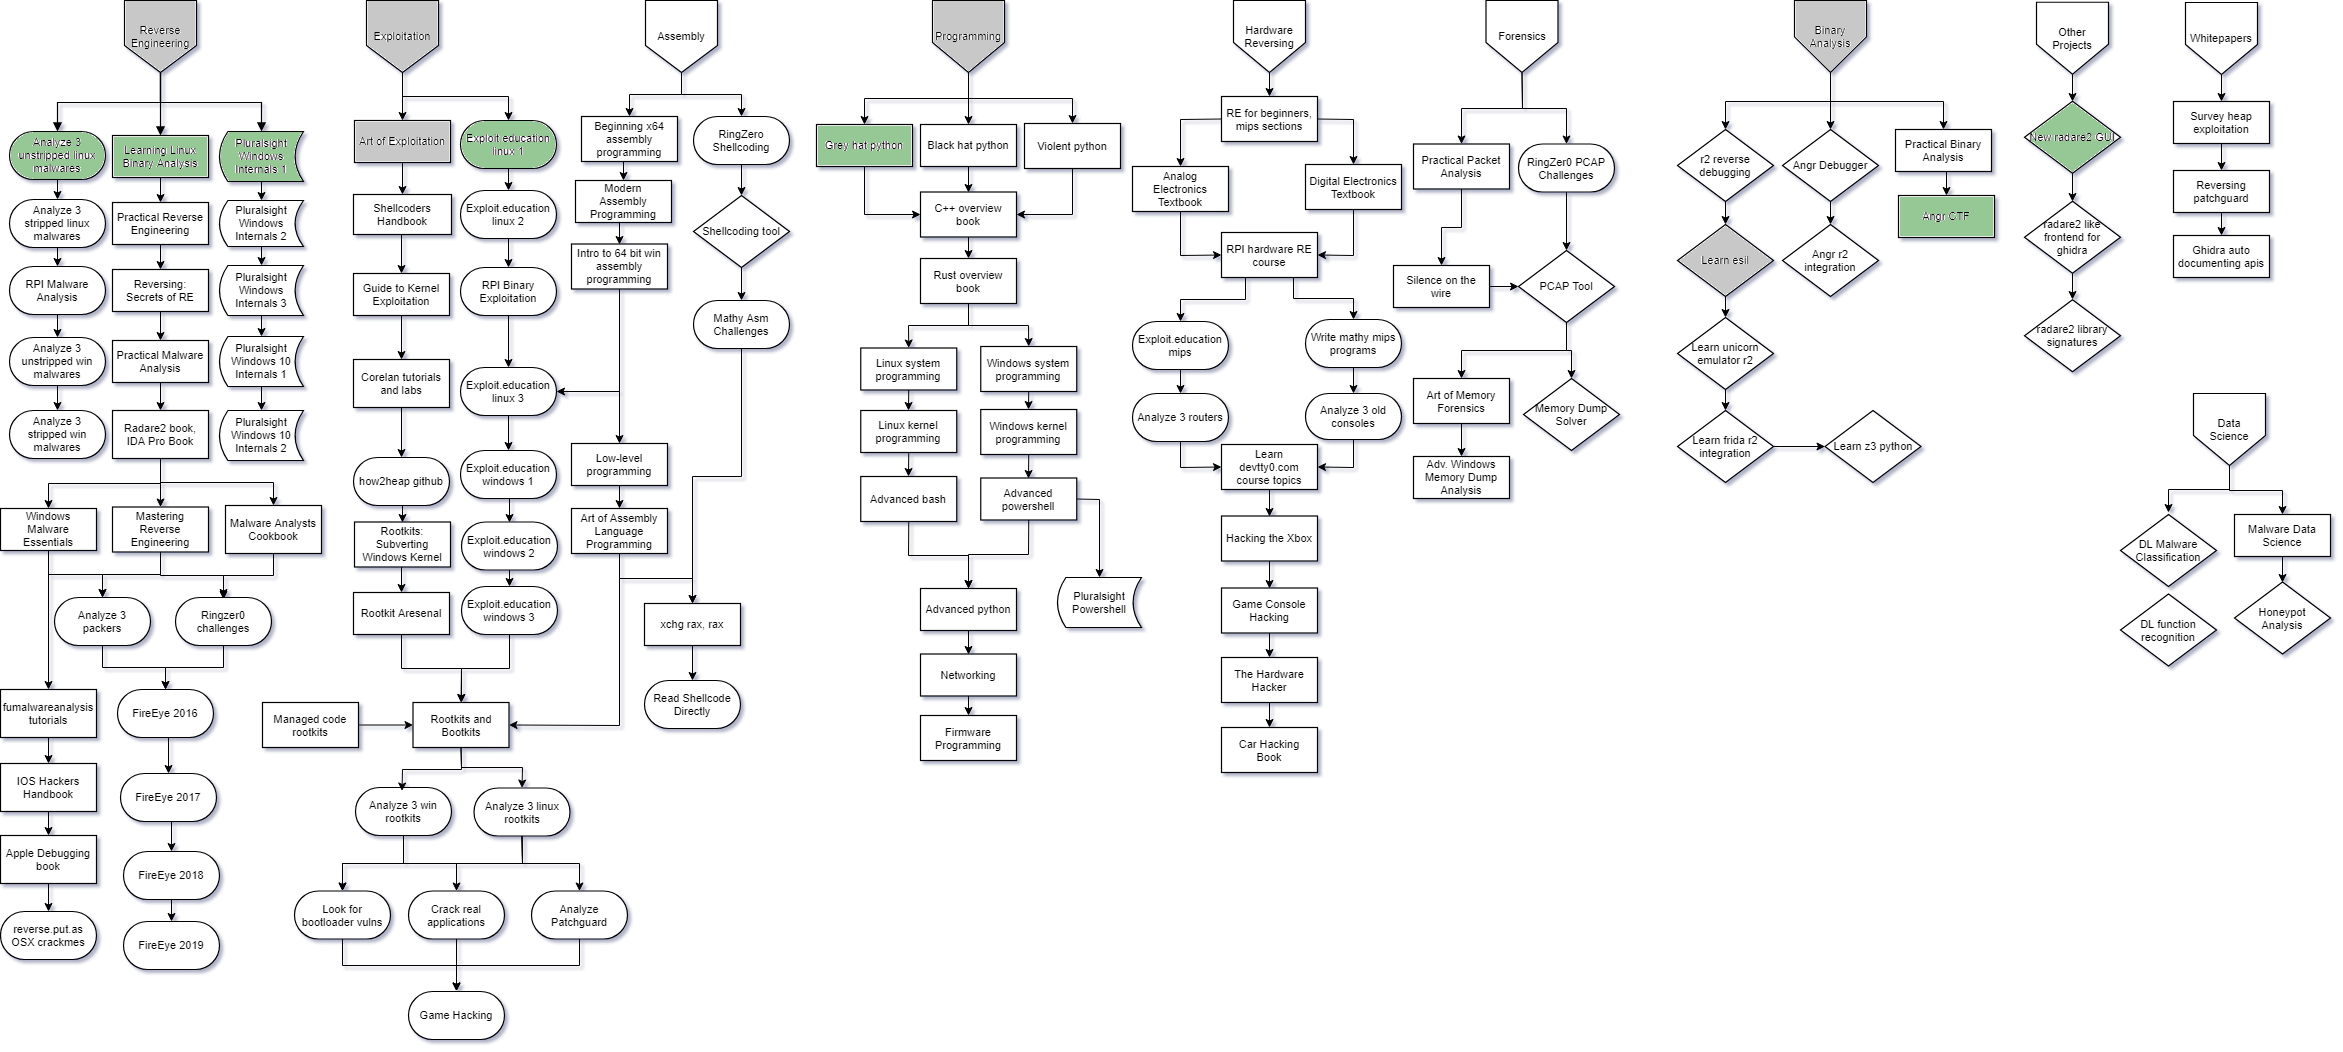 Reverse
Engineering
Analyze 3
unstripped linux
malwares
Analyze 3
stripped linux
malwares
RPI Malware
Analysis
Analyze 3
unstripped win
malwares
Analyze 3
stripped win
malwares
Learning Linux
Binary Analysis
Practical Reverse
Engineering
Reversing:
Secrets of RE
Practical Malware
Analysis
Radare2 book,
IDA Pro Book
Pluralsight
Windows
Internals 1
Pluralsight
Windows
Internals 2
Pluralsight
Windows
Internals 3
Pluralsight
Windows 10
Internals 1
Pluralsight
Windows 10
Internals 2
Windows
Malware
Essentials
Mastering
Reverse
Engineering
Malware Analysts
Cookbook
Analyze 3
packers
Ringzer0
challenges
fumalwareanalysis
tutorials
IOS Hackers
Handbook
Apple Debugging
book
reverse.put.as
OSX crackmes
FireEye 2016
FireEye 2017
FireEye 2018
FireEye 2019
Exploitation
Art of Exploitation
Shellcoders
Handbook
Guide to Kernel
Exploitation
Corelan tutorials
and labs
how2heap github
Rootkits:
Subverting
Windows Kernel
Rootkit Aresenal
Exploit.education
linux 1
Exploit.education
linux 2
RPI Binary
Exploitation
Exploit.education
linux 3
Exploit.education
windows 1
Exploit.education
windows 2
Exploit.education
windows 3
Managed code
rootkits
Rootkits and
Bootkits
Analyze 3 win
rootkits
Analyze 3 linux
rootkits
Look for
bootloader vulns
Crack real
applications
Analyze
Patchguard
Game Hacking
Assembly
Beginning x64
assembly
programming
Modern
Assembly
Programming
Intro to 64 bit win
assembly
programming
Low-level
programming
Art of Assembly
Language
Programming
RingZero
Shellcoding
Shellcoding tool
Mathy Asm
Challenges
xchg rax, rax
Read Shellcode
Directly
Programming
Grey hat python
Black hat python
Violent python
C++ overview
book
Rust overview
book
Linux system
programming
Linux kernel
programming
Advanced bash
Windows system
programming
Windows kernel
programming
Advanced
powershell
Pluralsight
Powershell
Advanced python
Networking
Firmware
Programming
Hardware
Reversing
RE for beginners,
mips sections
Analog
Electronics
Textbook
Digital Electronics
Textbook
RPI hardware RE
course
Exploit.education
mips
Analyze 3 routers
Write mathy mips
programs
Analyze 3 old
consoles
Learn
devtty0.com
course topics
Hacking the Xbox
Game Console
Hacking
The Hardware
Hacker
Car Hacking
Book
Forensics
Practical Packet
Analysis
RingZer0 PCAP
Challenges
Silence on the
wire
PCAP Tool
Art of Memory
Forensics
Memory Dump
Solver
Adv. Windows
Memory Dump
Analysis
Binary
Analysis
r2 reverse
debugging
Learn esil
Learn unicorn
emulator r2
Learn frida r2
integration
Learn z3 python
Angr Debugger
Angr r2
integration
Practical Binary
Analysis
Angr CTF
Other
Projects
New radare2 GUI
radare2 like
frontend for
ghidra
radare2 library
signatures
Whitepapers
Survey heap
exploitation
Reversing
patchguard
Ghidra auto
documenting apis
Data
Science
DL Malware
Classification
DL function
recognition
Malware Data
Science
Honeypot
Analysis